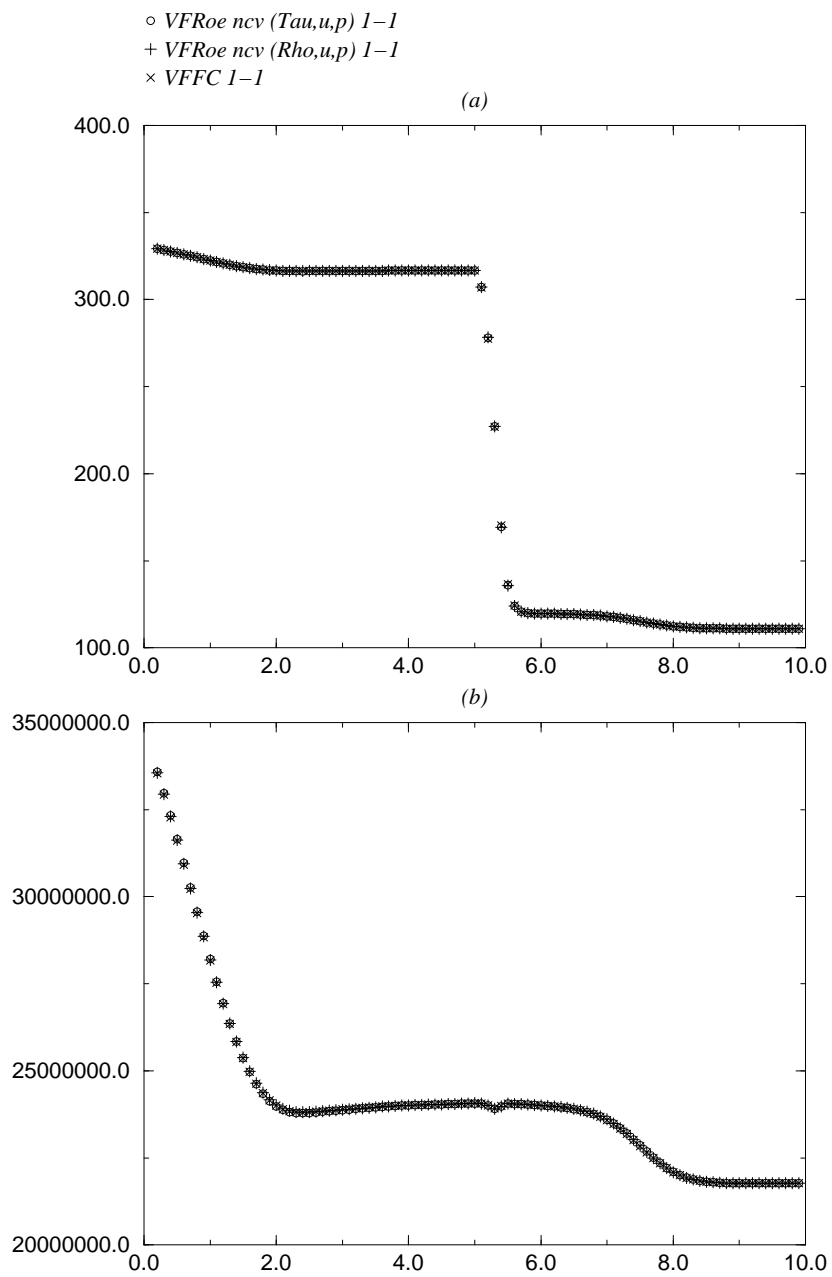 ○ VFRoe ncv (Tau,u,p) 1–1
+ VFRoe ncv (Rho,u,p) 1–1
× VFFC 1–1
(a)
400.0
300.0
200.0
100.0
0.0 2.0 4.0 6.0 8.0 10.0
(b)
35000000.0
30000000.0
25000000.0
20000000.0
0.0 2.0 4.0 6.0 8.0 10.0